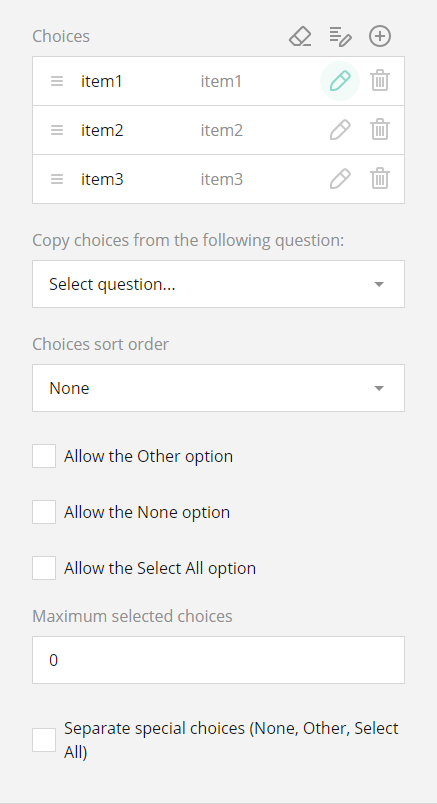 Choices
item1 item1
item2 item2
item3 item3
Copy choices from the following question:
Select question...
Choices sort order
None
Allow the Other option
Allow the None option
Allow the Select All option
Maximum selected choices
0
Separate special choices (None, Other, Select
All)